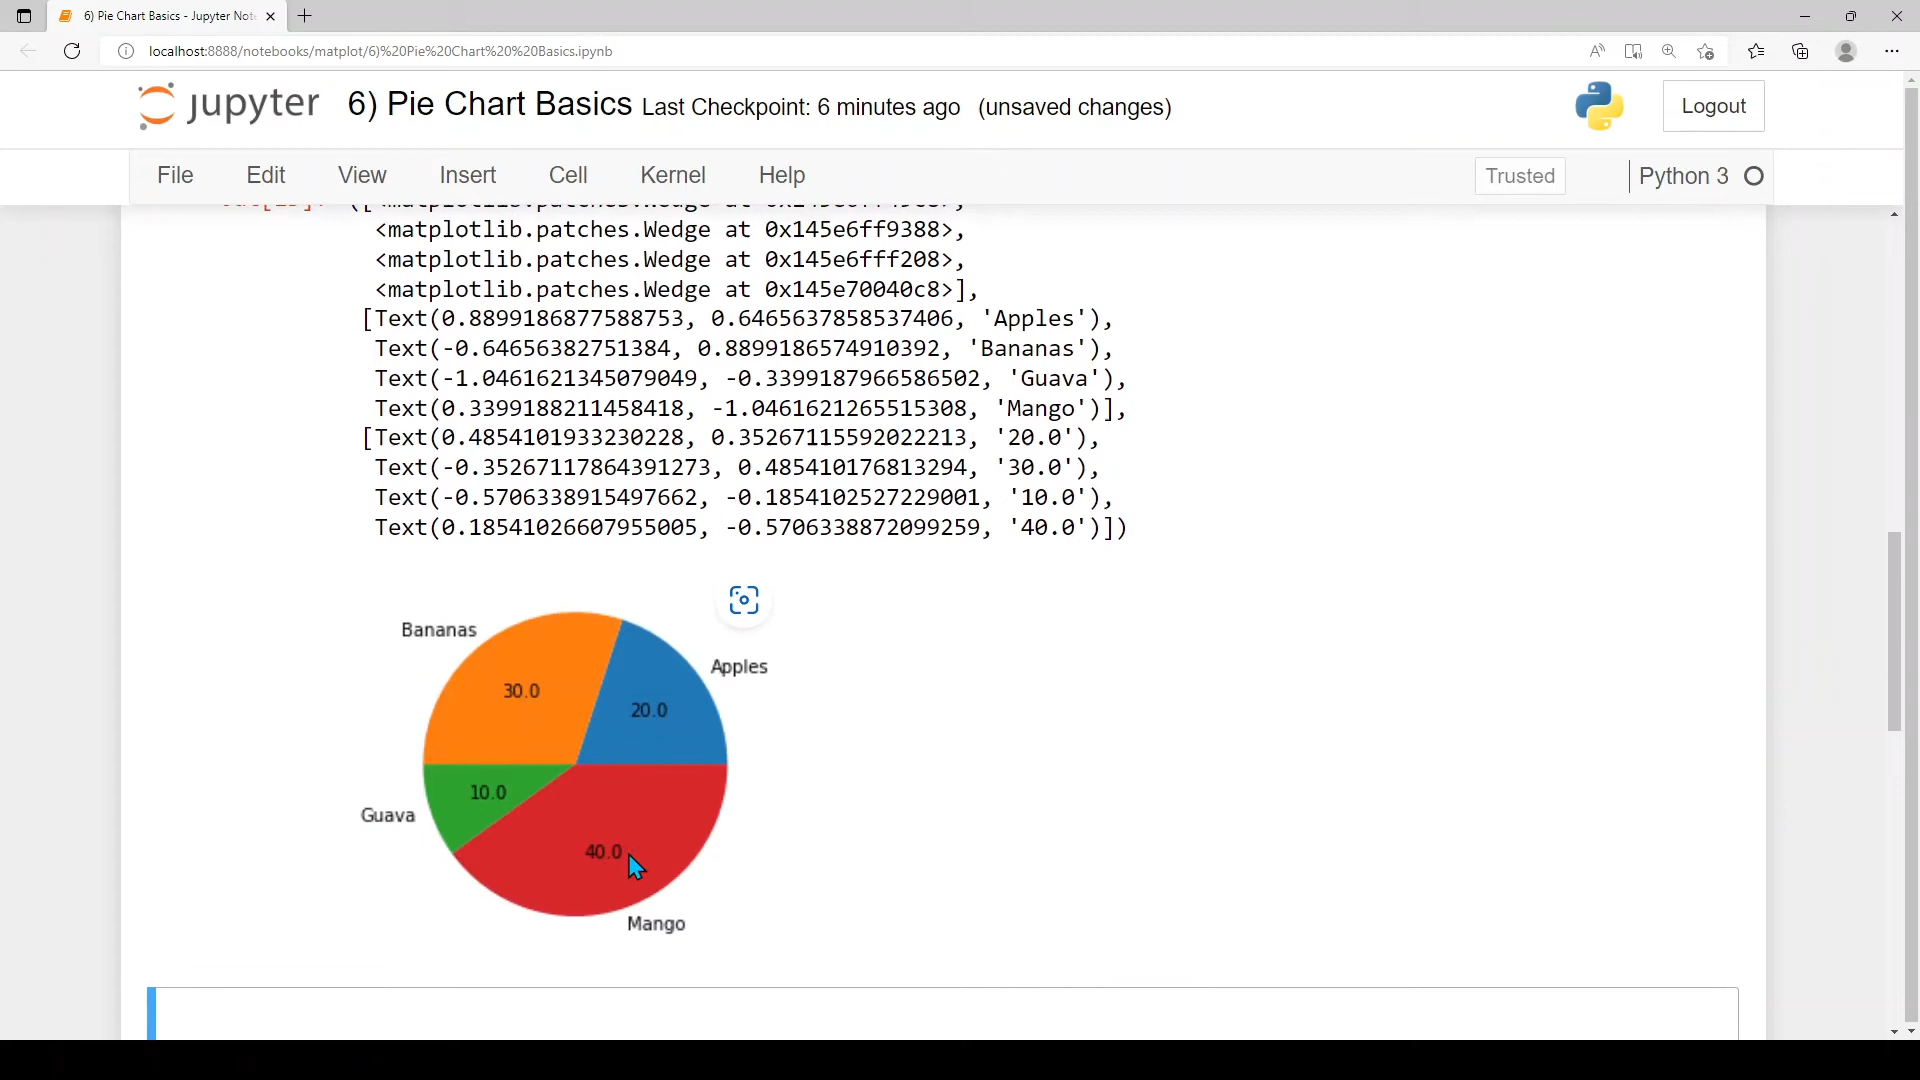 6) Pie Chart Basics - Jupyter Not
localhost:8888/notebooks/matplot/6)%20Pie%20Chart%20%20Basics.ipynb
jupyter 6) Pie Chart Basics Last Checkpoint: 6 minutes ago (unsaved changes)
Logout
File Edit View Insert Cell Kernel Help
Trusted Python 3
<matplotlib.patches.Wedge at 0x145e6ff9388>,
<matplotlib.patches.Wedge at 0x145e6fff208>,
<matplotlib.patches.Wedge at 0x145e70040c8>],
[Text(0.8899186877588753, 0.6465637858537406, 'Apples'),
Text(-0.64656382751384, 0.8899186574910392, 'Bananas'),
Text(-1.0461621345079049, -0.3399187966586502, 'Guava'),
Text(0.3399188211458418, -1.0461621265515308, 'Mango')],
[Text(0.4854101933230228, 0.35267115592022213, '20.0'),
Text(-0.35267117864391273, 0.485410176813294, '30.0'),
Text(-0.5706338915497662, -0.1854102527229001, '10.0'),
Text(0.18541026607955005, -0.5706338872099259, '40.0')])
Bananas
Apples
30.0
20.0
10.0
Guava
40.0
Mango